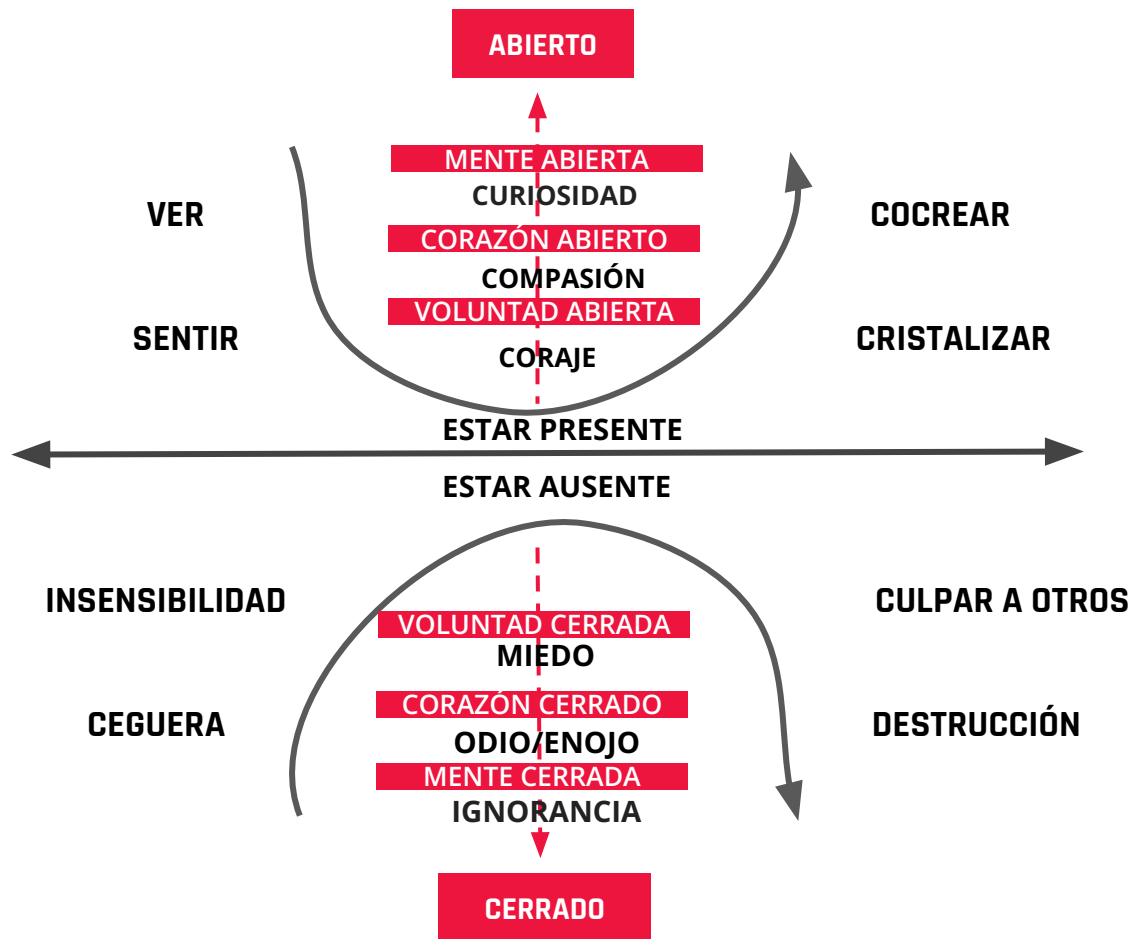 ABIERTO
MENTE ABIERTA
CURIOSIDAD
VER
COCREAR
CORAZÓN ABIERTO
COMPASIÓN
VOLUNTAD ABIERTA
SENTIR
CRISTALIZAR
CORAJE
ESTAR PRESENTE
ESTAR AUSENTE
INSENSIBILIDAD
CULPAR A OTROS
VOLUNTAD CERRADA
MIEDO
CORAZÓN CERRADO
CEGUERA
DESTRUCCIÓN
ODIO/ENOJO
MENTE CERRADA
IGNORANCIA
CERRADO